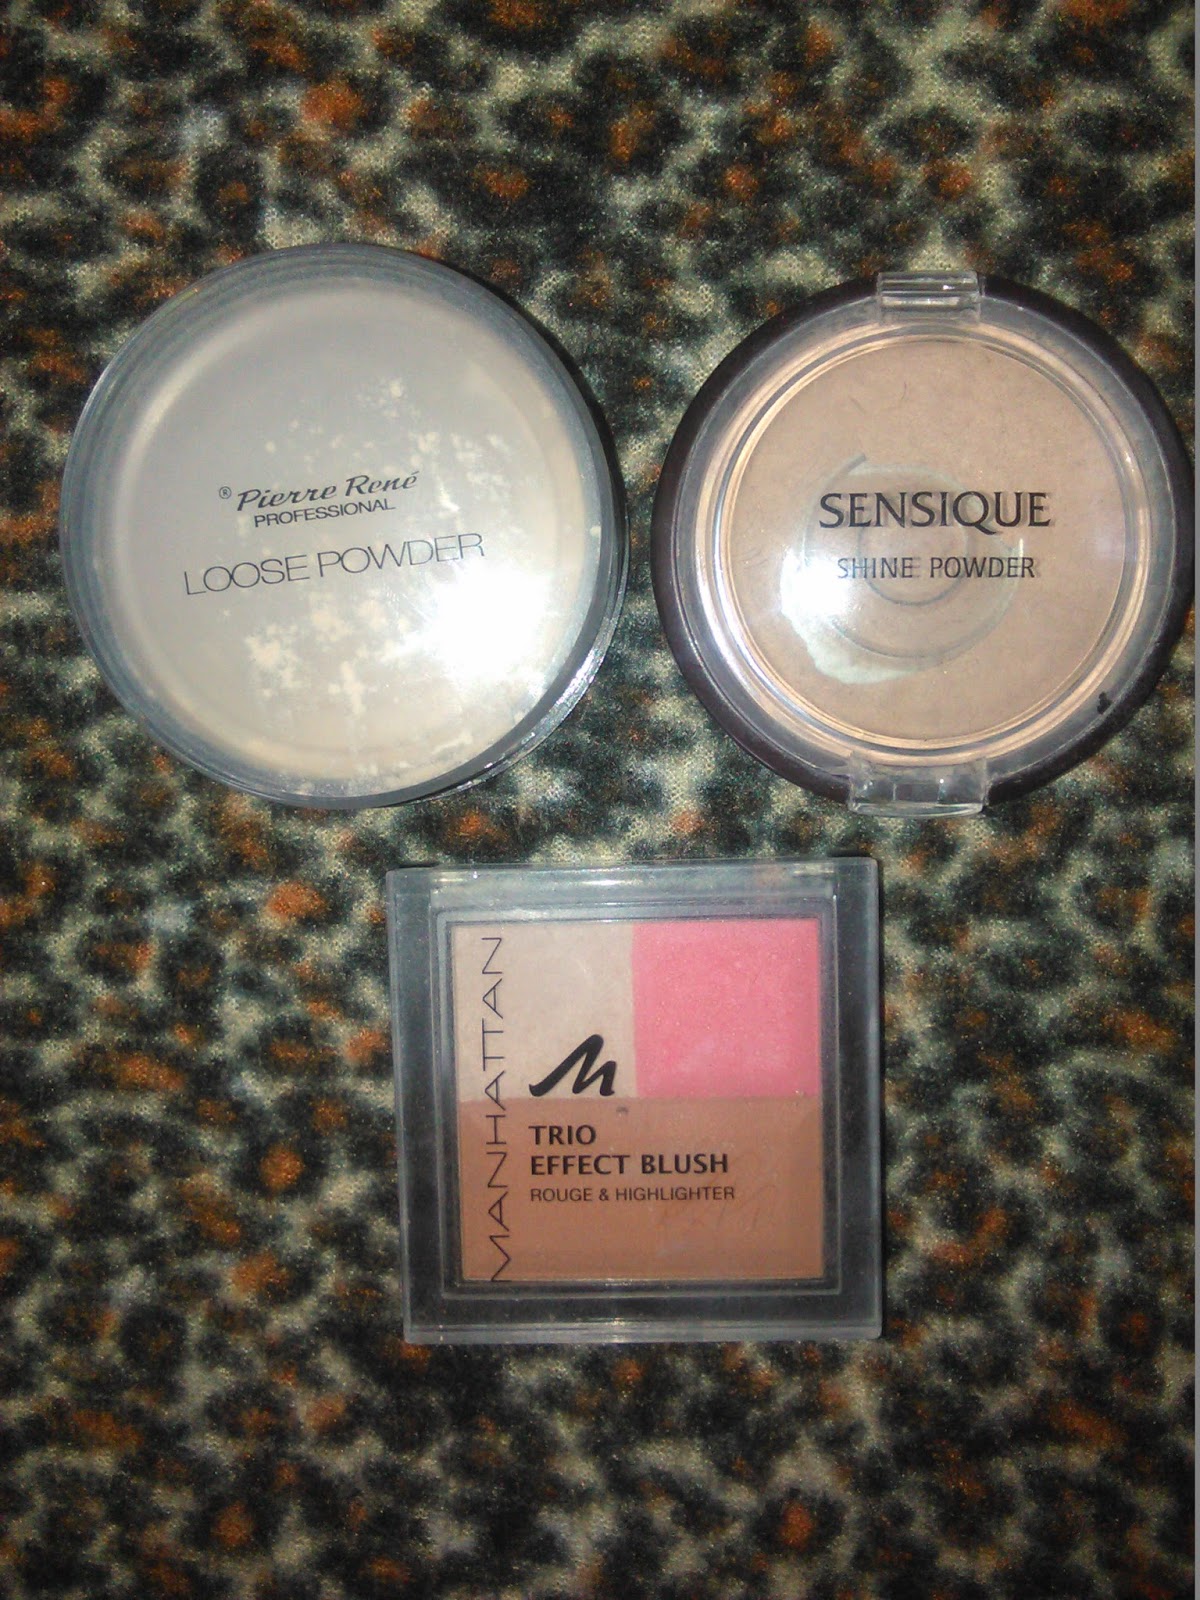 ® Pierre René
PROFESSIONAL
LOOSE POWDER
SENSIQUE
SHINE POWDER
MANHATTAN
M
TRIO
EFFECT BLUSH
ROUGE & HIGHLIGHTER